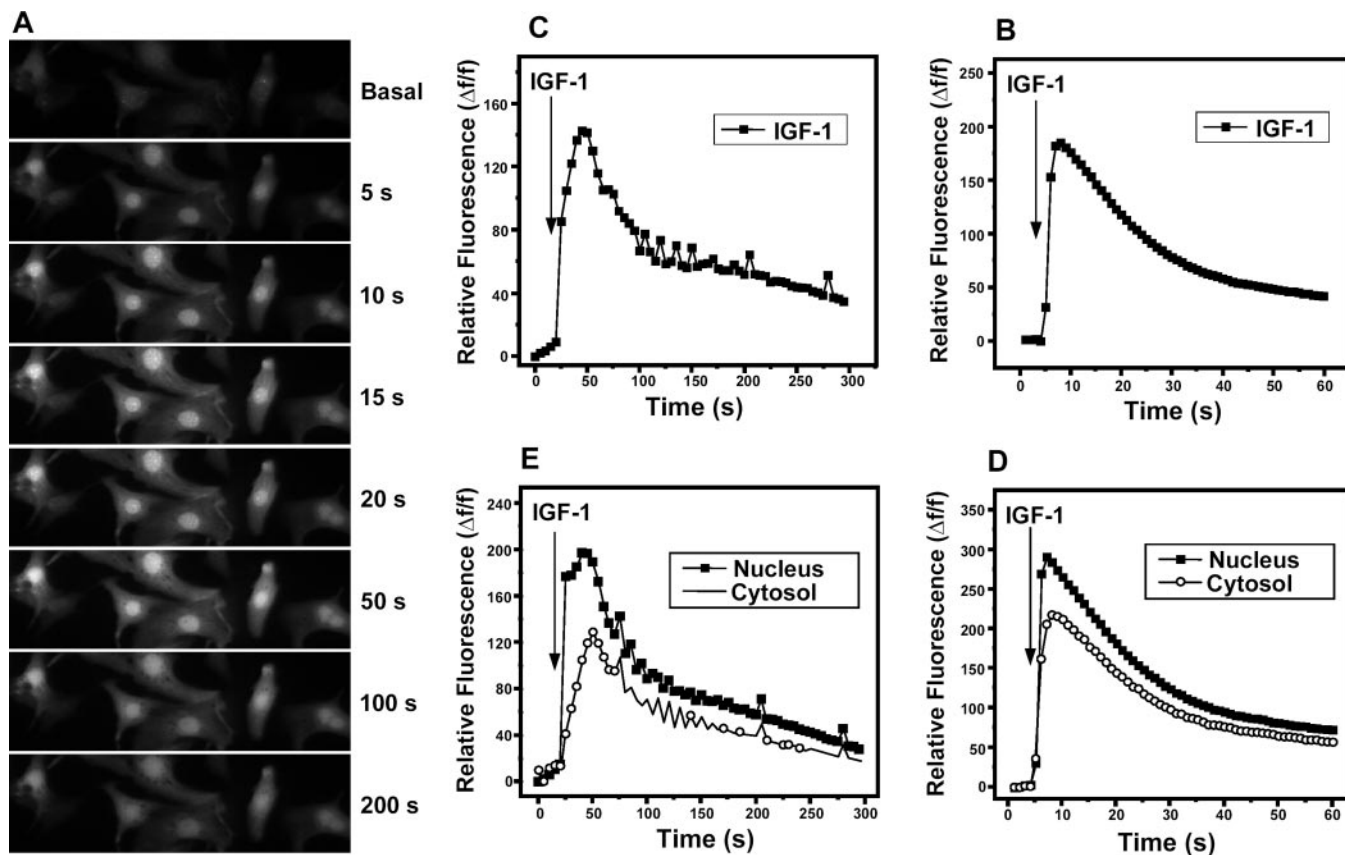 A
Basal
5 s
10 s
15 s
20 s
50 s
100 s
200 s
C
Relative Fluorescence (Δf/f)
160
120
80
40
0
IGF-1
IGF-1
0 50 100 150 200 250 300
Time (s)
B
Relative Fluorescence (Δf/f)
250
200
150
100
50
0
IGF-1
IGF-1
0 10 20 30 40 50 60
Time (s)
E
Relative Fluorescence (Δf/f)
240
200
160
120
80
40
0
IGF-1
Nucleus
Cytosol
0 50 100 150 200 250 300
Time (s)
D
Relative Fluorescence (Δf/f)
350
300
250
200
150
100
50
0
IGF-1
Nucleus
Cytosol
0 10 20 30 40 50 60
Time (s)